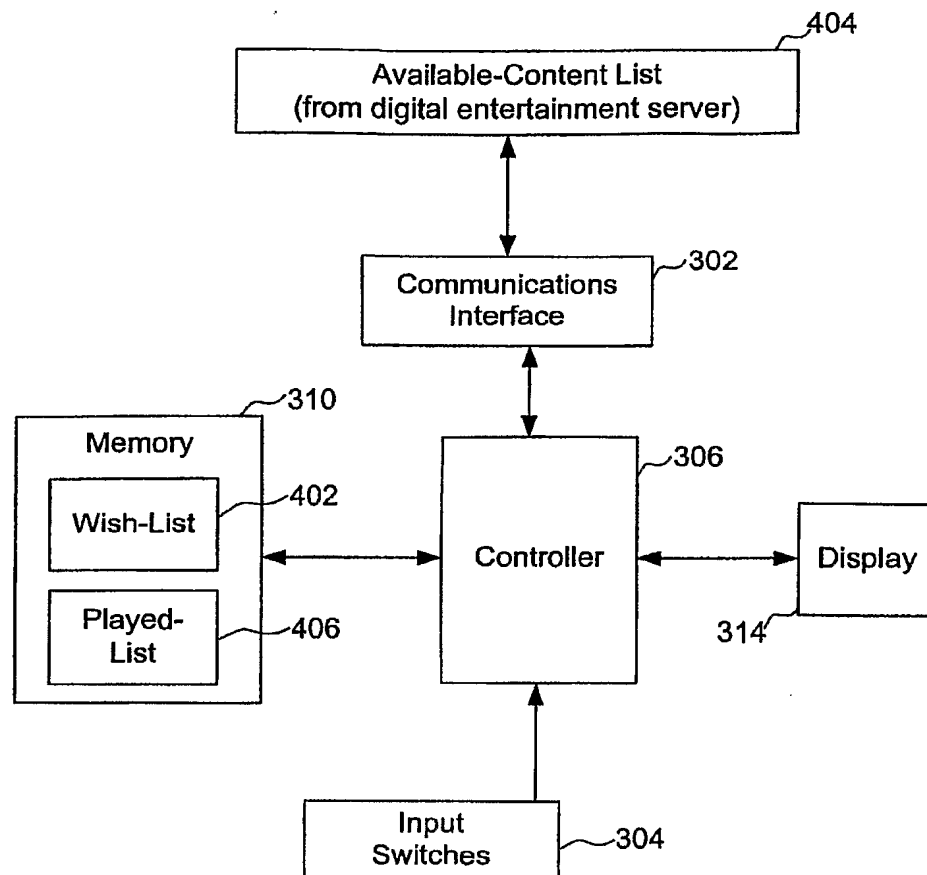 404
Available-Content List
(from digital entertainment server)
302
Communications
Interface
310
Memory
402
Wish-List
406
Played-
List
306
Controller
Display
314
Input
Switches
304